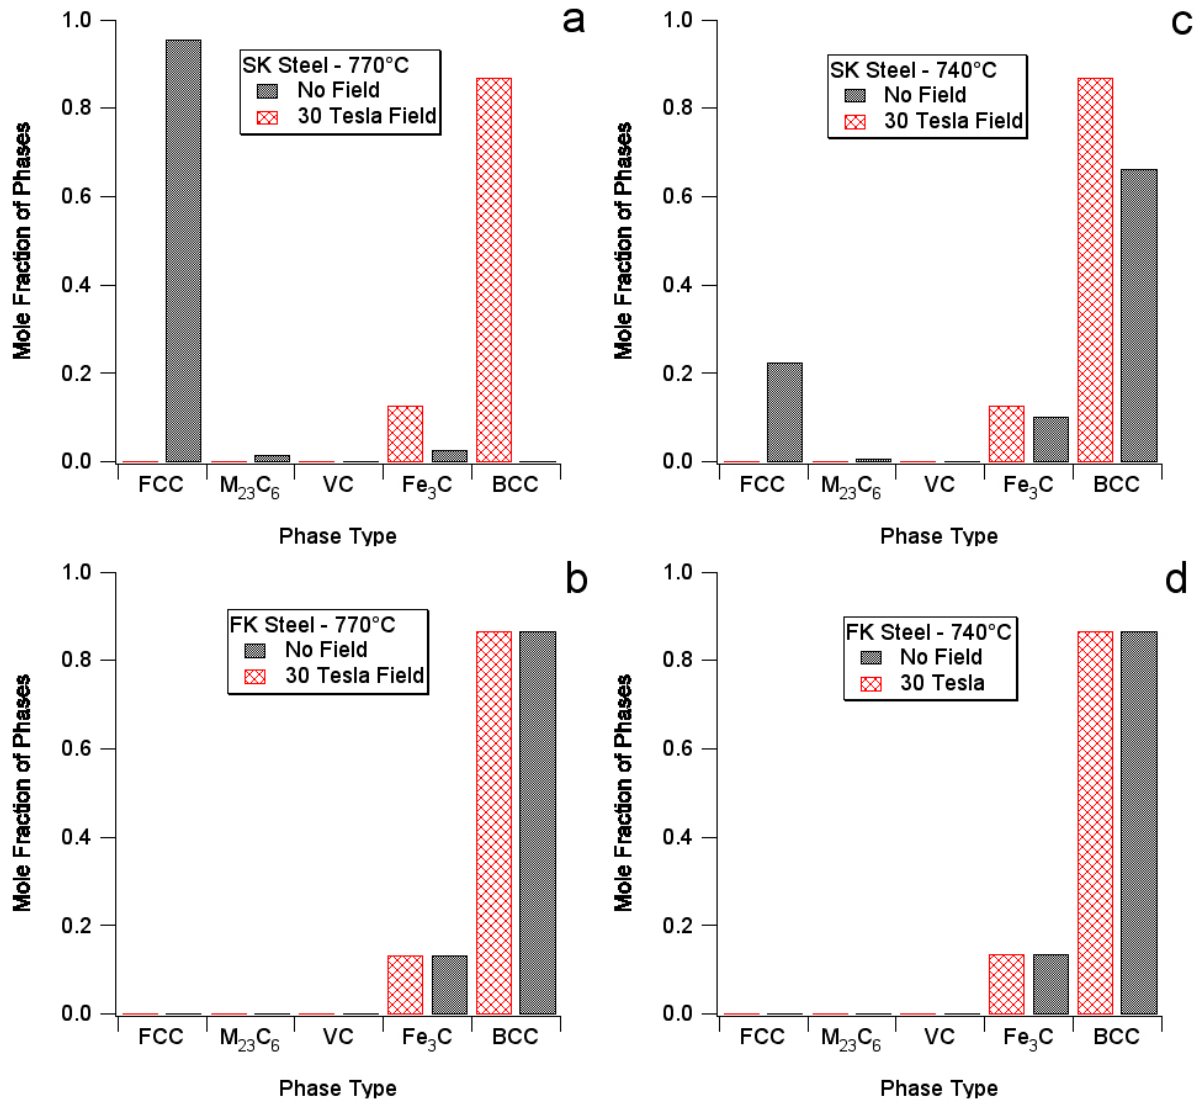 a
SK Steel - 770°C
No Field
30 Tesla Field
Mole Fraction of Phases
1.0
0.8
0.6
0.4
0.2
0.0
FCC M23C6 VC Fe3C BCC
Phase Type
c
SK Steel - 740°C
No Field
30 Tesla Field
Mole Fraction of Phases
1.0
0.8
0.6
0.4
0.2
0.0
FCC M23C6 VC Fe3C BCC
Phase Type
b
FK Steel - 770°C
No Field
30 Tesla Field
Mole Fraction of Phases
1.0
0.8
0.6
0.4
0.2
0.0
FCC M23C6 VC Fe3C BCC
Phase Type
d
FK Steel - 740°C
No Field
30 Tesla
Mole Fraction of Phases
1.0
0.8
0.6
0.4
0.2
0.0
FCC M23C6 VC Fe3C BCC
Phase Type